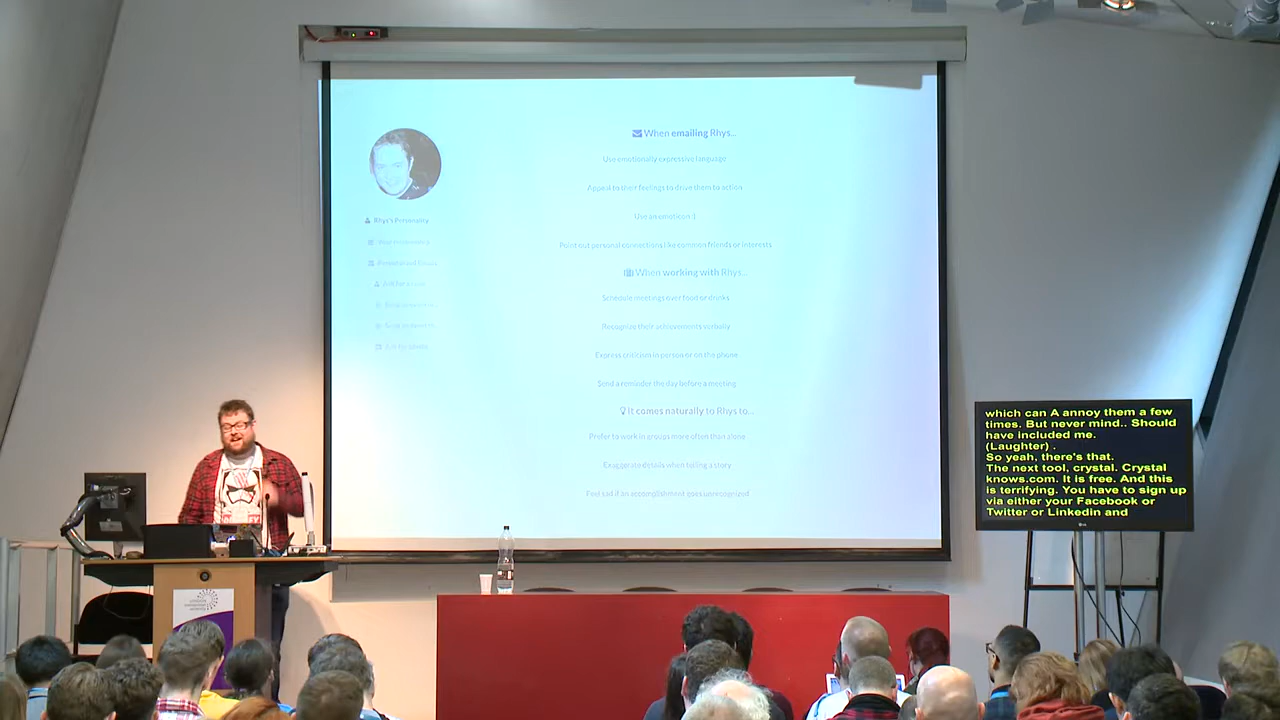 When emailing Rhys...
Use emotionally expressive language
Appeal to their feelings to drive them to action
Use an emoticon :)
Point out personal connections like common friends or interests
When working with Rhys...
Schedule meetings over food or drinks
Recognize their achievements verbally
Express criticism in person or on the phone
Send a reminder the day before a meeting
It comes naturally to Rhys to...
Prefer to work in groups more often than alone
Exaggerate details when telling a story
Feel sad if an accomplishment goes unrecognized
Rhys's Personality
which can A annoy them a few
times. But never mind.. Should
have included me.
(Laughter) .
So yeah, there's that.
The next tool, crystal. Crystal
knows.com. It is free. And this
is terrifying. You have to sign up
via either your Facebook or
Twitter or Linkedin and
LG